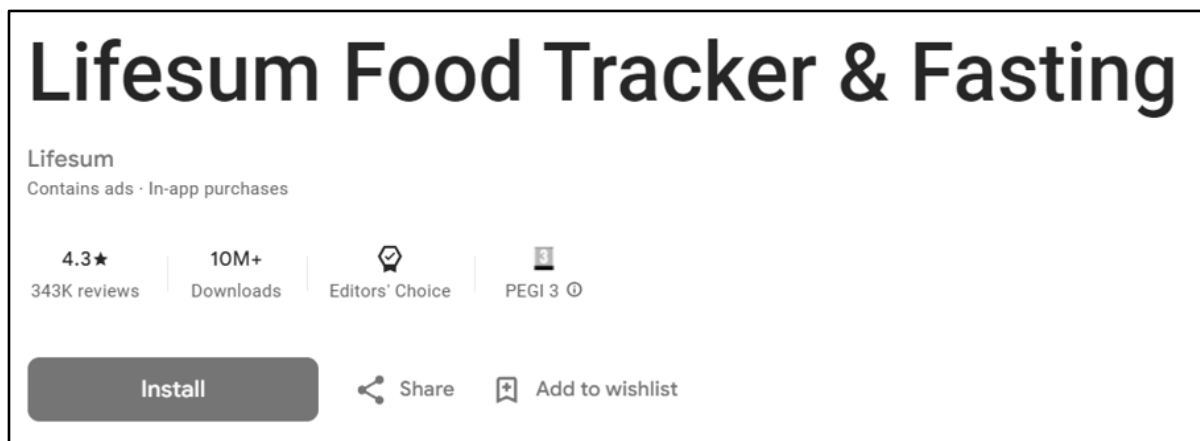 Lifesum Food Tracker & Fasting
Lifesum
Contains ads · In-app purchases
4.3★ 10M+ 3
343K reviews Downloads Editors' Choice PEGI 3
Install Share Add to wishlist